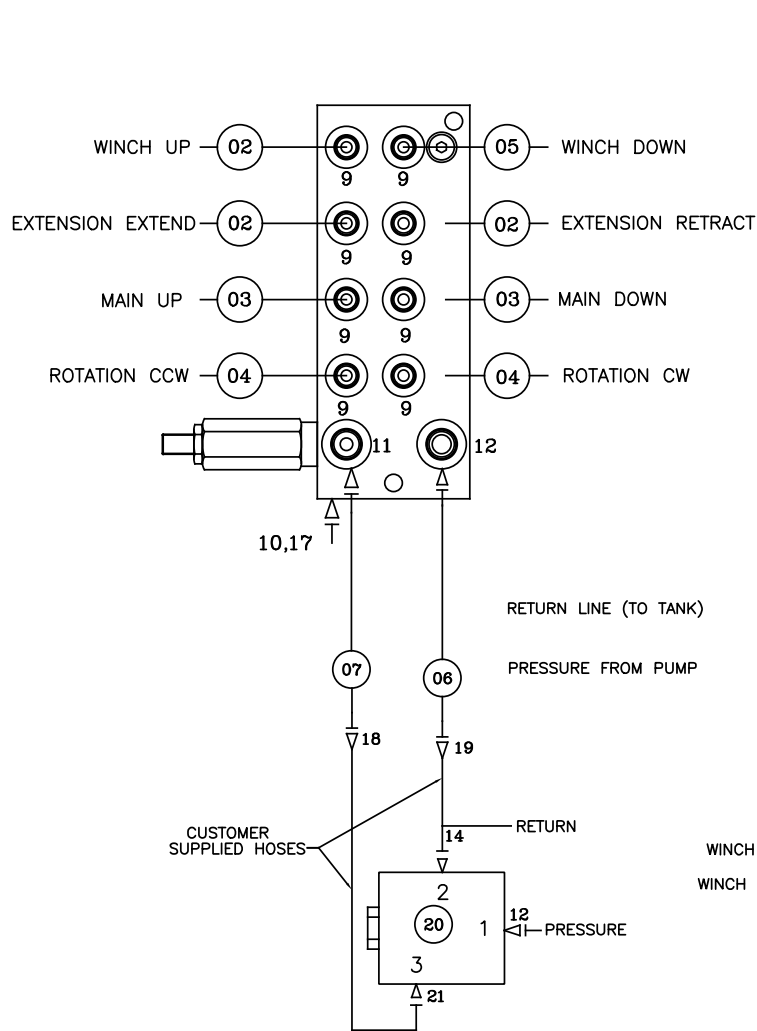 WINCH UP 02 05 WINCH DOWN
9 9
EXTENSION EXTEND 02 02 EXTENSION RETRACT
9 9
MAIN UP 03 03 MAIN DOWN
9 9
ROTATION CCW 04 04 ROTATION CW
9 9
11 12
10,17
RETURN LINE (TO TANK)
07 06 PRESSURE FROM PUMP
18 19
14 RETURN
CUSTOMER
SUPPLIED HOSES
WINCH
WINCH
2
20 1 12 PRESSURE
3
21